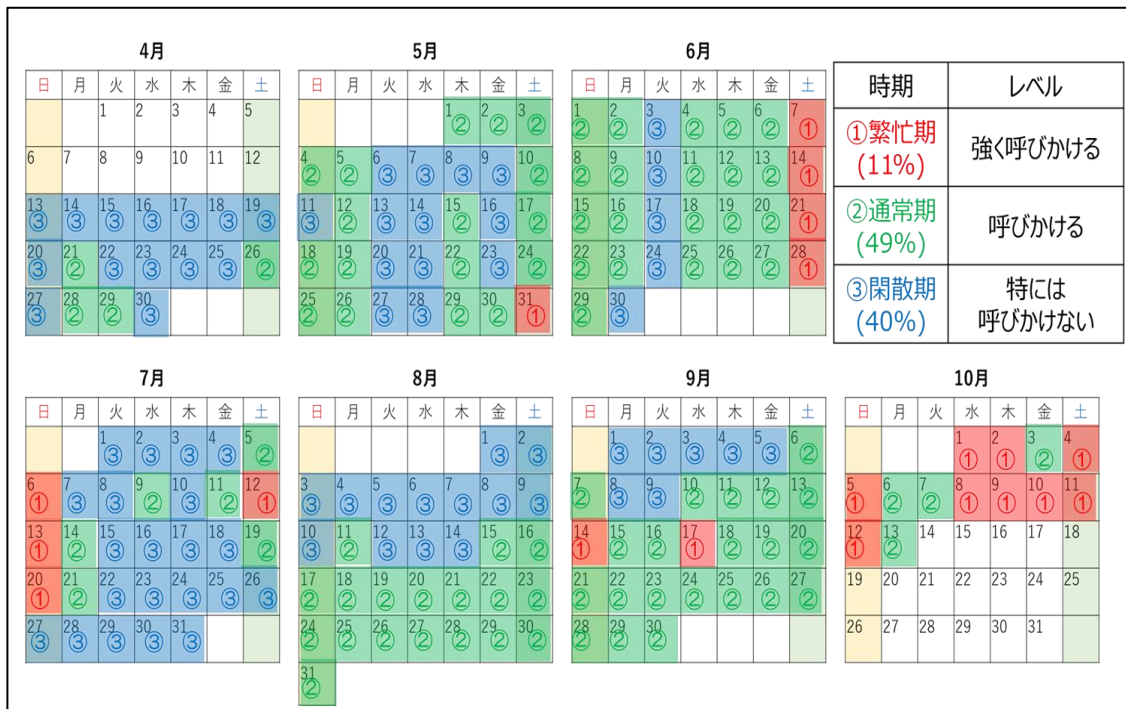 4月
日 月 火 水 木 金 土
1 2 3 4 5
6 7 8 9 10 11 12
13 14 15 16 17 18 19
③ ③ ③ ③ ③ ③ ③
20 21 22 23 24 25 26
③ ② ③ ③ ③ ③ ②
27 28 29 30
③ ② ② ③
5月
日 月 火 水 木 金 土
1 2 3
② ② ②
4 5 6 7 8 9 10
② ② ③ ③ ③ ③ ②
11 12 13 14 15 16 17
③ ② ③ ③ ② ③ ②
18 19 20 21 22 23 24
② ② ③ ③ ② ③ ②
25 26 27 28 29 30 31
② ② ③ ③ ② ② ①
6月
日 月 火 水 木 金 土
1 2 3 4 5 6 7
② ② ③ ② ② ② ①
8 9 10 11 12 13 14
② ② ③ ② ② ② ①
15 16 17 18 19 20 21
② ② ③ ② ② ② ①
22 23 24 25 26 27 28
② ② ③ ② ② ② ①
29 30
② ③
時期 レベル
①繁忙期
(11%)
強く呼びかける
②通常期
(49%)
呼びかける
③閑散期
(40%)
特には
呼びかけない
7月
日 月 火 水 木 金 土
1 2 3 4 5
③ ③ ③ ③ ②
6 7 8 9 10 11 12
① ③ ③ ② ③ ② ①
13 14 15 16 17 18 19
① ② ③ ③ ③ ③ ②
20 21 22 23 24 25 26
① ② ③ ③ ③ ③ ③
27 28 29 30 31
③ ③ ③ ③ ③
8月
日 月 火 水 木 金 土
1 2
③ ③
3 4 5 6 7 8 9
③ ③ ③ ③ ③ ③ ③
10 11 12 13 14 15 16
③ ② ③ ③ ③ ② ②
17 18 19 20 21 22 23
② ② ② ② ② ② ②
24 25 26 27 28 29 30
② ② ② ② ② ② ②
31
②
9月
日 月 火 水 木 金 土
1 2 3 4 5 6
③ ③ ③ ③ ③ ②
7 8 9 10 11 12 13
② ③ ③ ② ② ② ②
14 15 16 17 18 19 20
① ② ② ① ② ② ②
21 22 23 24 25 26 27
② ② ② ② ② ② ②
28 29 30
② ② ②
10月
日 月 火 水 木 金 土
1 2 3 4
① ① ② ①
5 6 7 8 9 10 11
① ② ② ① ① ① ①
12 13 14 15 16 17 18
① ②
19 20 21 22 23 24 25
26 27 28 29 30 31